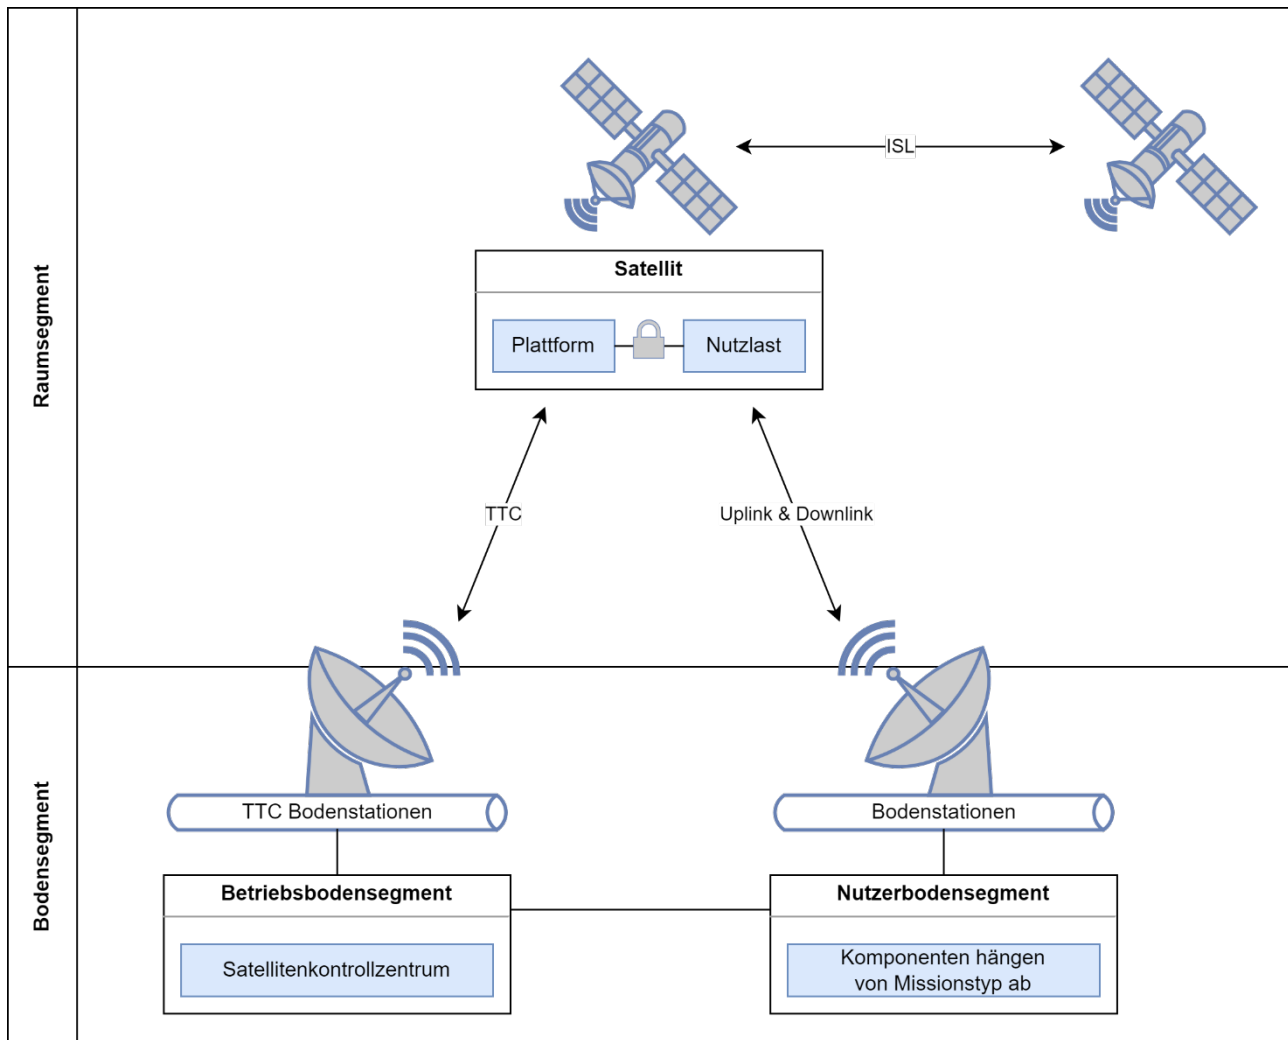 Raumsegment
ISL
Satellit
Plattform
Nutzlast
TTC
Uplink & Downlink
Bodensegment
TTC Bodenstationen
Bodenstationen
Betriebsbodensegment
Satellitenkontrollzentrum
Nutzerbodensegment
Komponenten hängen
von Missionstyp ab